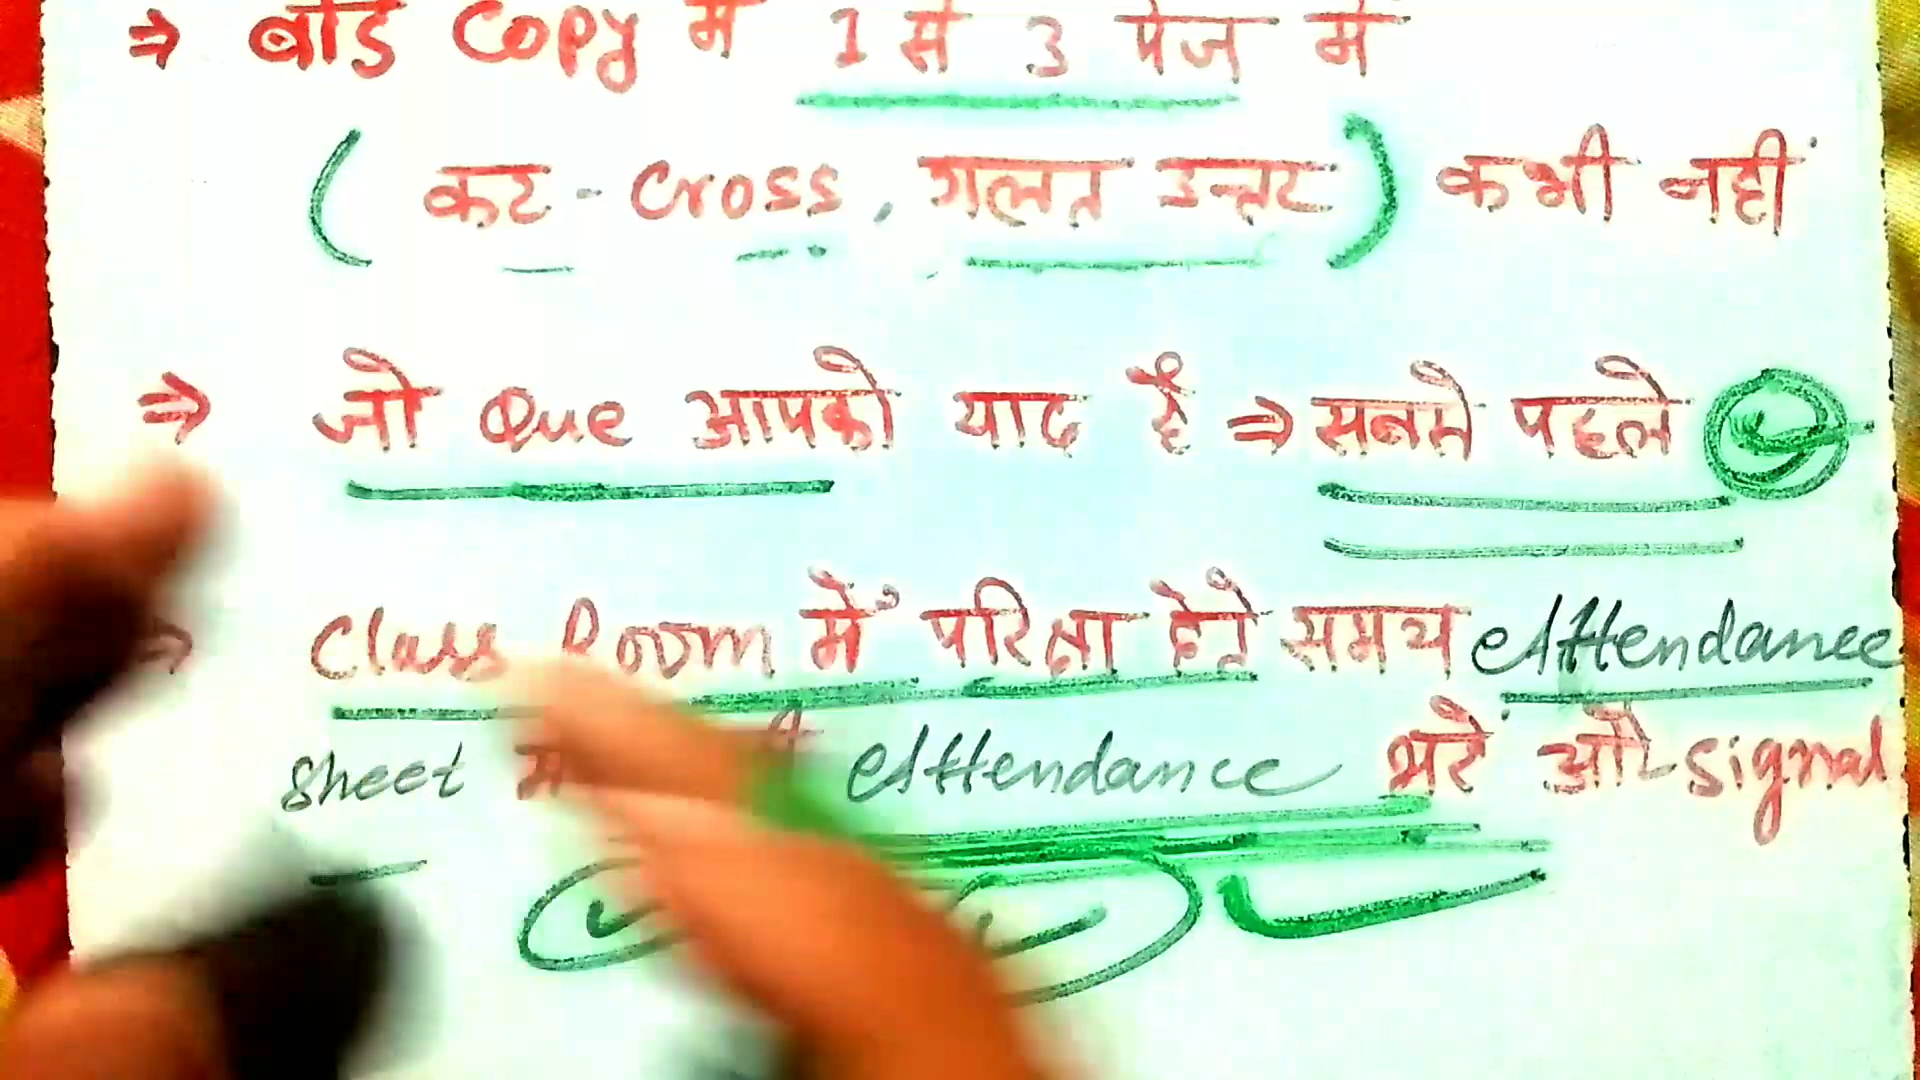 ⇒ बोर्ड Copy में 1 से 3 पेज में
( कट - Cross, गलत उत्तर ) कभी नहीं
⇒ जो Que आपको याद है ⇒ सबसे पहले
⇒ Class Room में परिक्षा देते समय Attendance
sheet Attendance भरें और signal